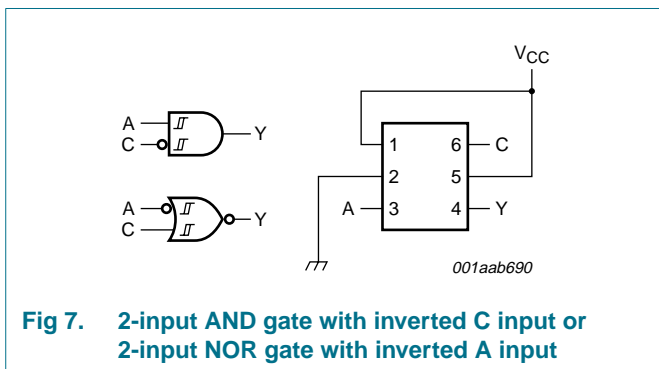 VCC
A
C
Y
A
C
Y
1 6 C
2 5
A 3 4 Y
001aab690
Fig 7. 2-input AND gate with inverted C input or
2-input NOR gate with inverted A input